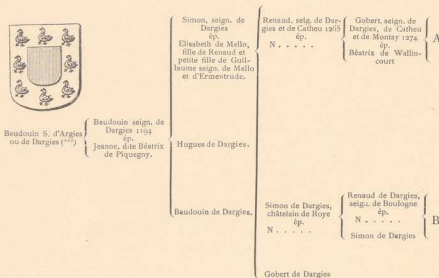 Baudouin S. d'Argies
ou de Dargies
Baudouin seign. de
Dargies 1194
ép.
Jeanne, dite Béatrix
de Piquegny.
Simon, seign. de
Dargies
ép.
Elisabeth de Mello,
fille de Renaud et
petite fille de Guil-
laume seign. de Mello
et d'Ermestrude.
Hugues de Dargies.
Baudouin de Dargies.
Renaud, seig. de Dar-
gies et de Catheu 1265
ép.
N . . . . .
Simon de Dargies,
châtelain de Roye
N . . . . .
Gobert de Dargies
Gobert, seign. de
Dargies, de Catheu
et de Montay 1274
ép.
Béatrix de Wallin-
court
A
Renaud de Dargies,
seign. de Boulogne
ép.
N . . . . .
Simon de Dargies
B